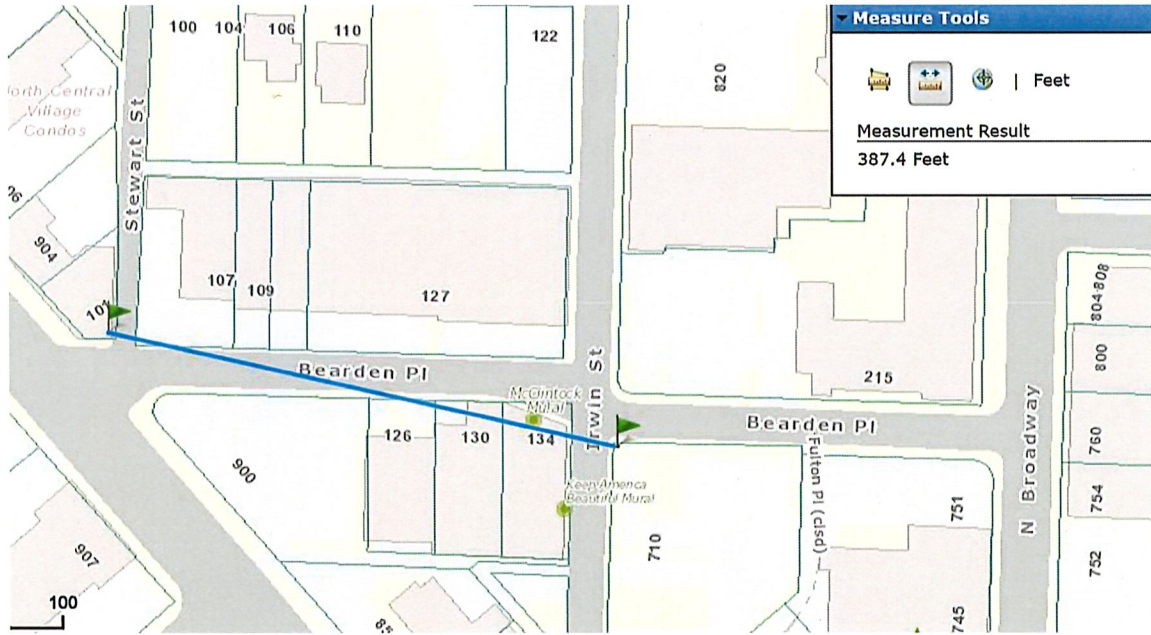 Measure Tools
| Feet
Measurement Result
387.4 Feet
100
104
106
110
122
820
North Central
Village
Condos
Stewart St
904
101
107
109
127
Bearden Pl
Irwin St
McClintock
Mural
126
130
134
Keep America
Beautiful Mural
900
907
710
215
Bearden Pl
Fulton Pl (clsd)
N Broadway
751
745
808
804
800
760
754
752
100